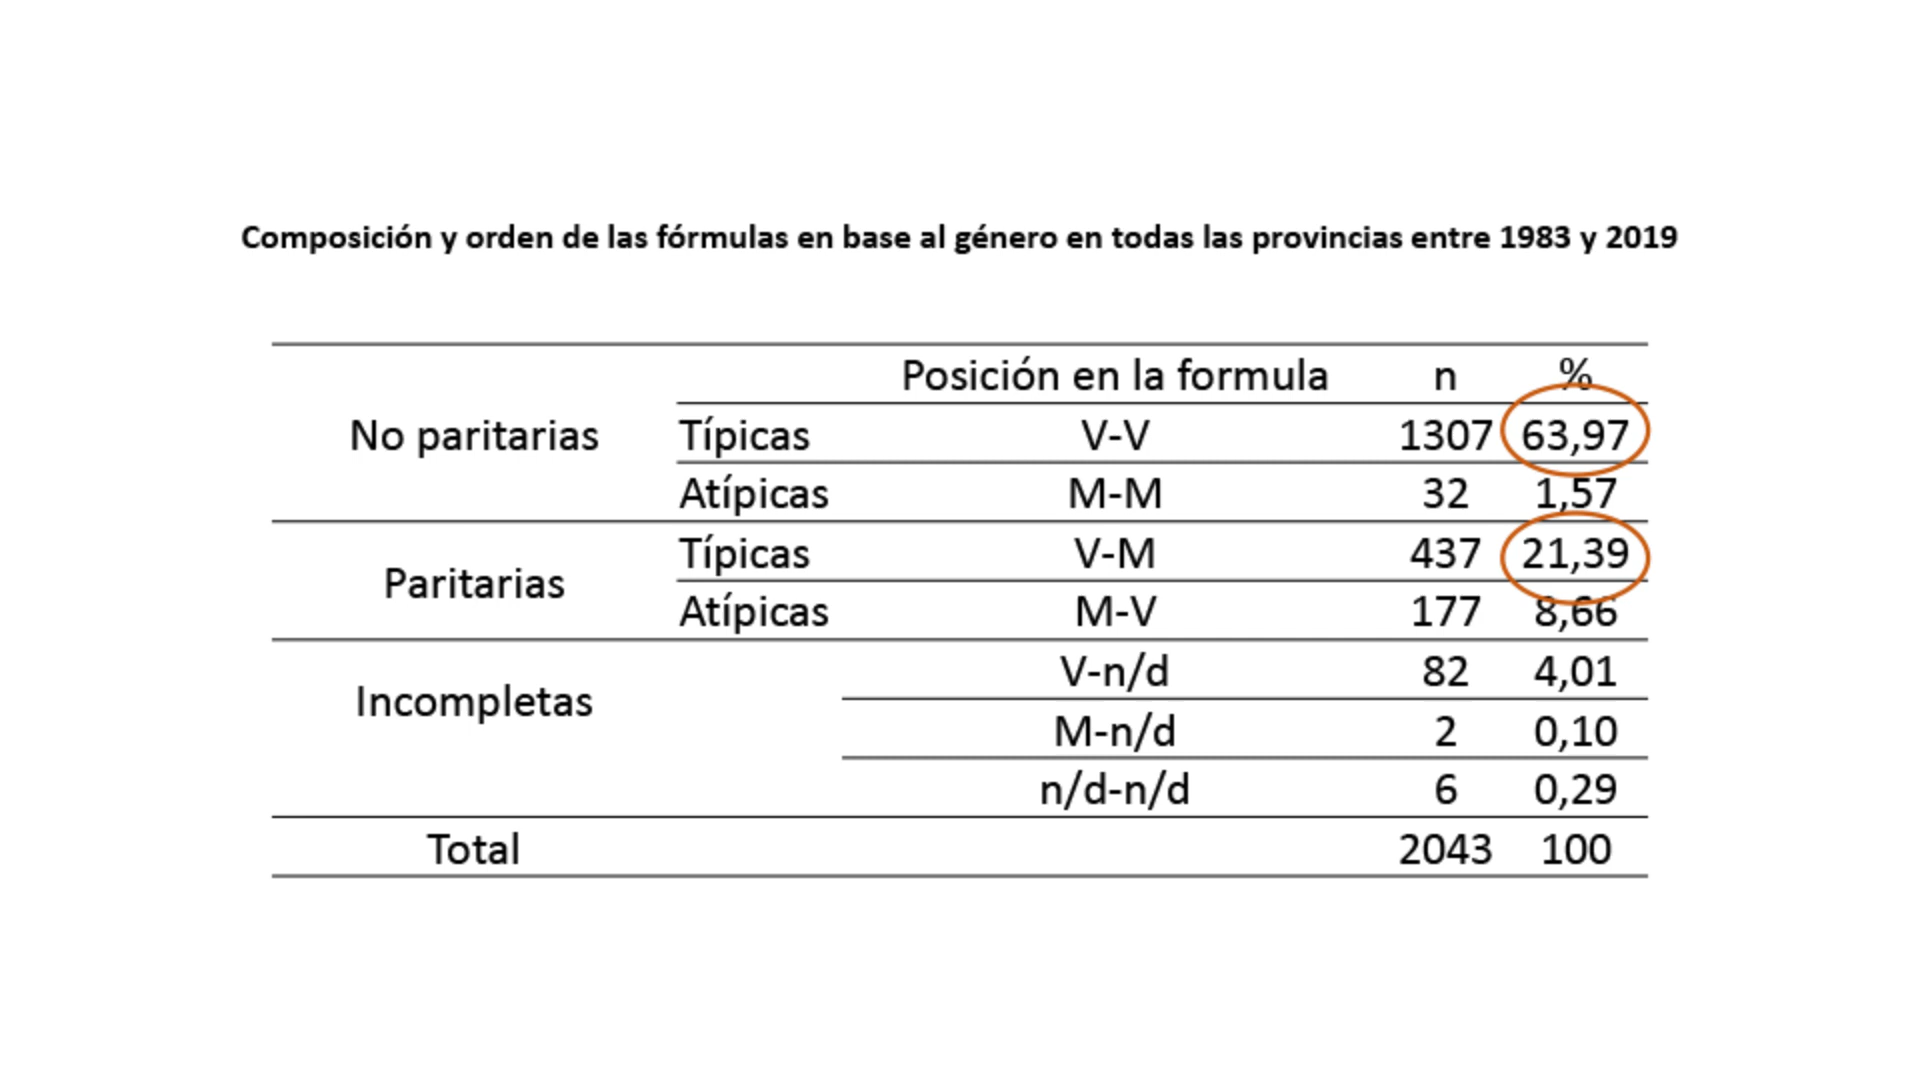 Composición y orden de las fórmulas en base al género en todas las provincias entre 1983 y 2019
Posición en la formula n %
No paritarias Típicas V-V 1307 63,97
Atípicas M-M 32 1,57
Paritarias Típicas V-M 437 21,39
Atípicas M-V 177 8,66
Incompletas V-n/d 82 4,01
M-n/d 2 0,10
n/d-n/d 6 0,29
Total 2043 100